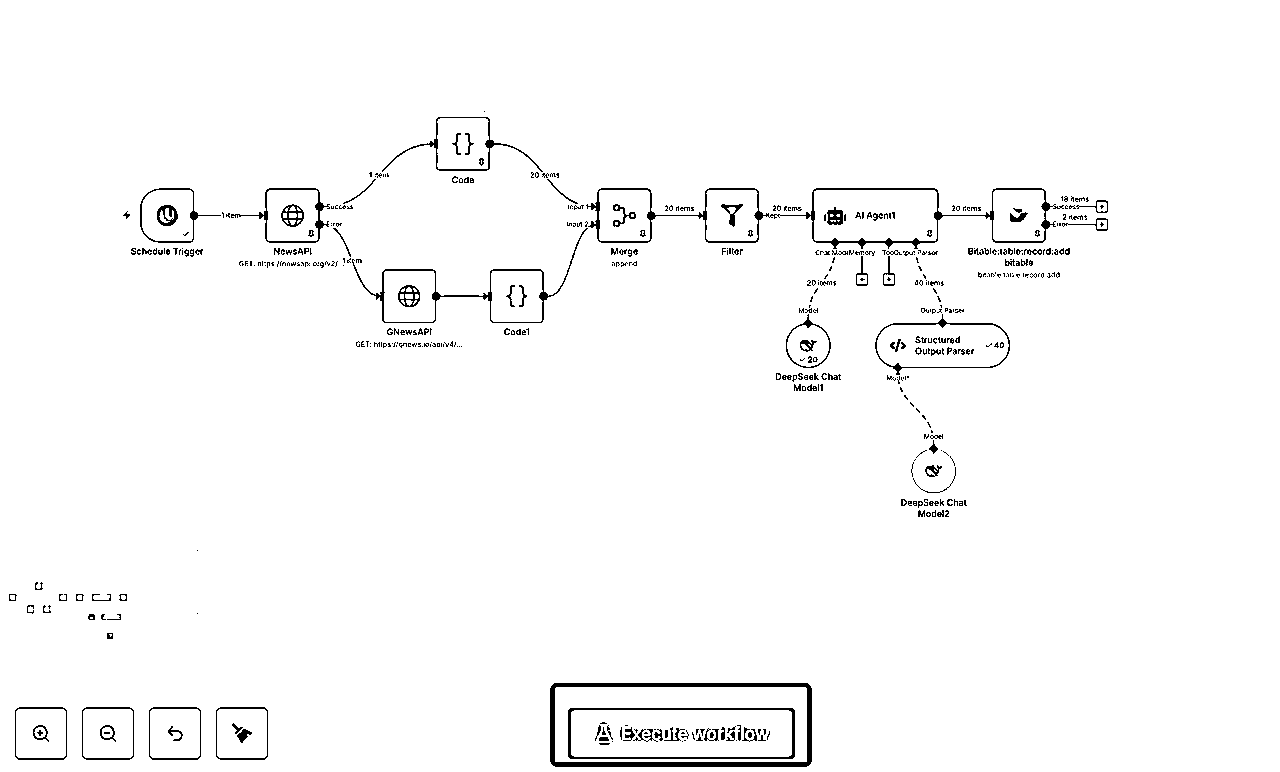 {}
Code
1 item
20 items
Schedule Trigger
1 item
NewsAPI
GET: https://newsapi.org/v2/...
Success
Error
1 item
GNewsAPI
GET: https://gnews.io/api/v4/...
{}
Code1
Input 1
Input 2
Merge
append
20 items
Filter
Kept
20 items
AI Agent1
Chat Model
Memory
Tool
Output Parser
20 items
Bitable:table:record:add
bitable
bitable:table:record:add
18 items
Success
2 items
Error
20 items
Model
20
DeepSeek Chat
Model1
40 items
Output Parser
</> Structured
Output Parser
40
Model*
Model
DeepSeek Chat
Model2
Execute workflow